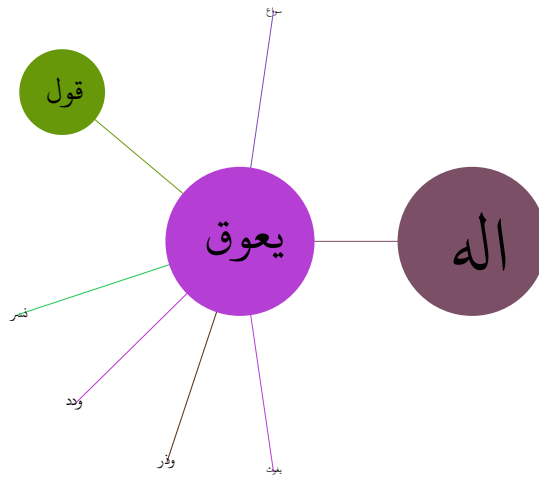 سواع
قول
يعوق
اله
نسر
ودد
وذر
يغوث